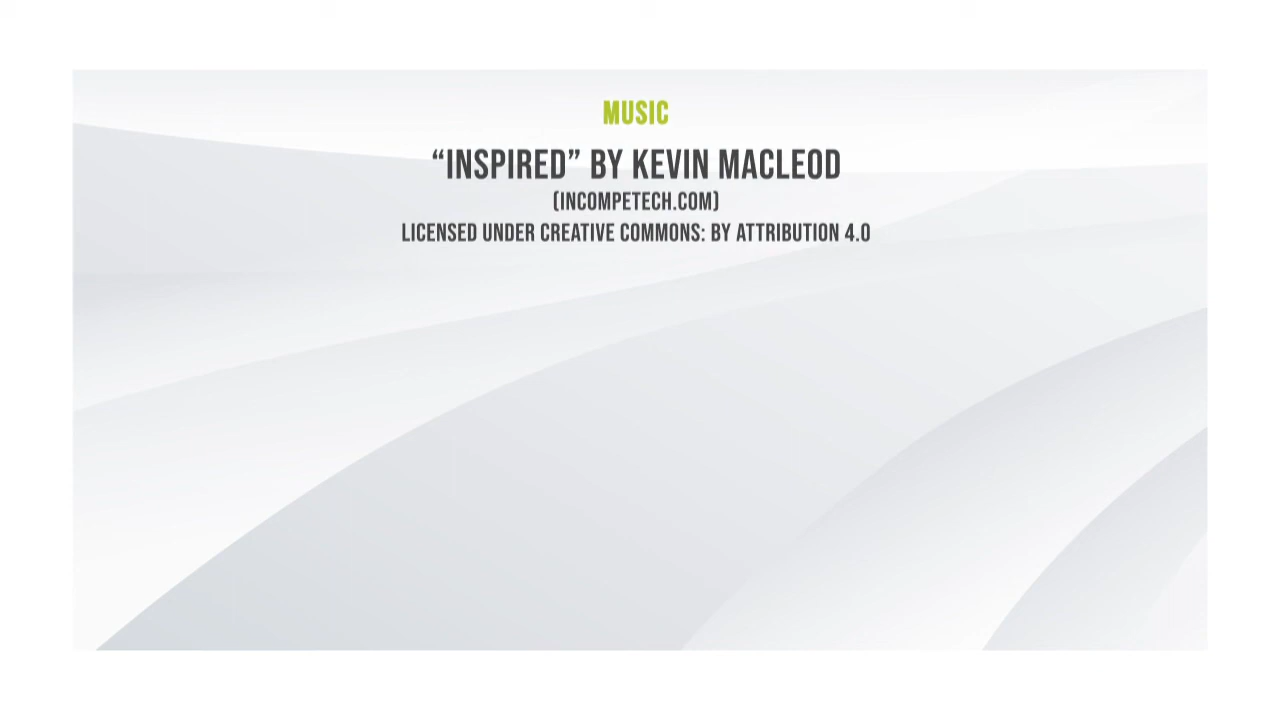 MUSIC
“INSPIRED” BY KEVIN MACLEOD
(INCOMPETECH.COM)
LICENSED UNDER CREATIVE COMMONS: BY ATTRIBUTION 4.0